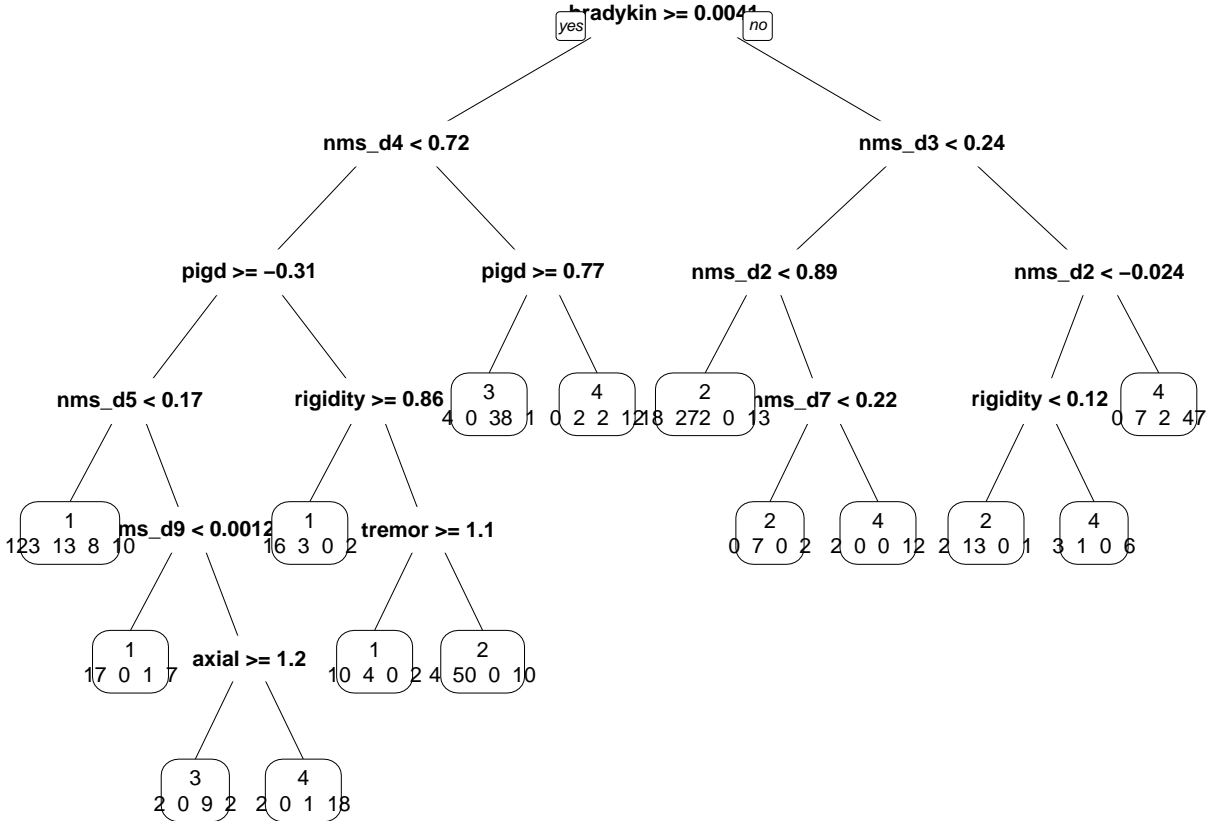 bradykin >= 0.0041
yes
no
nms_d4 < 0.72
nms_d3 < 0.24
pigd >= −0.31
pigd >= 0.77
nms_d2 < 0.89
nms_d2 < −0.024
nms_d5 < 0.17
rigidity >= 0.86
3
4 0 38 1
4
0 2 2 12
2
18 272 0 13
nms_d7 < 0.22
rigidity < 0.12
4
0 7 2 47
1
123 13 8 10
ms_d9 < 0.0012
1
16 3 0 2
tremor >= 1.1
2
0 7 0 2
4
2 0 0 12
2
2 13 0 1
4
3 1 0 6
1
17 0 1 7
axial >= 1.2
1
10 4 0 2
2
4 50 0 10
3
2 0 9 2
4
2 0 1 18